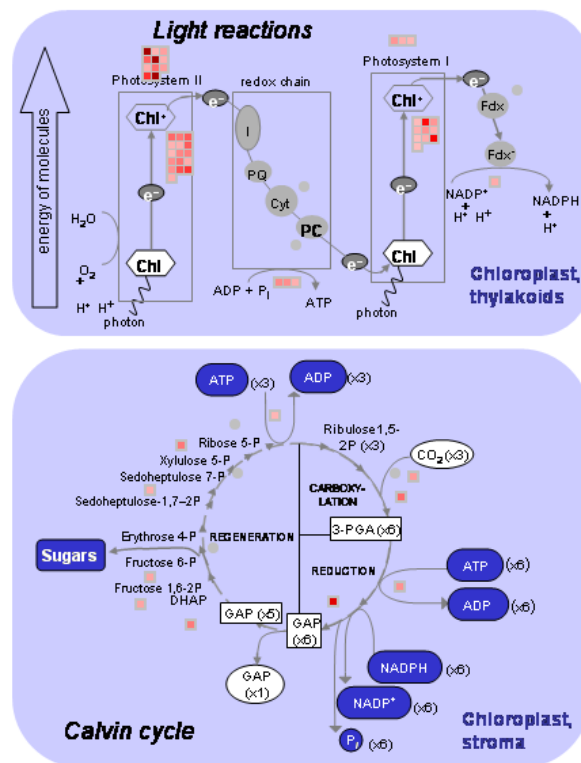 Light reactions
energy of molecules
Photosystem II
Chl⁺
e⁻
e⁻
Chl
H₂O
O₂
+
H⁺ H⁺
photon
redox chain
I
PQ
Cyt
PC
e⁻
ADP + Pᵢ
ATP
Photosystem I
Chl⁺
e⁻
e⁻
Chl
photon
Fdx
Fdx⁻
NADP⁺
+
H⁺ H⁺
NADPH
+
H⁺
Chloroplast,
thylakoids
ATP (x3)
ADP (x3)
Ribulose1,5-
2P (x3)
CO₂(x3)
CARBOXY-
LATION
3-PGA(x6)
REDUCTION
ATP (x6)
ADP (x6)
NADPH (x6)
NADP⁺ (x6)
Pᵢ (x6)
GAP
(x6)
GAP
(x1)
GAP (x5)
DHAP
Fructose 1,6-2P
Fructose 6-P
Erythrose 4-P
Sugars
Sedoheptulose-1,7–2P
Sedoheptulose 7-P
Xylulose 5-P
Ribose 5-P
REGENERATION
Calvin cycle
Chloroplast,
stroma